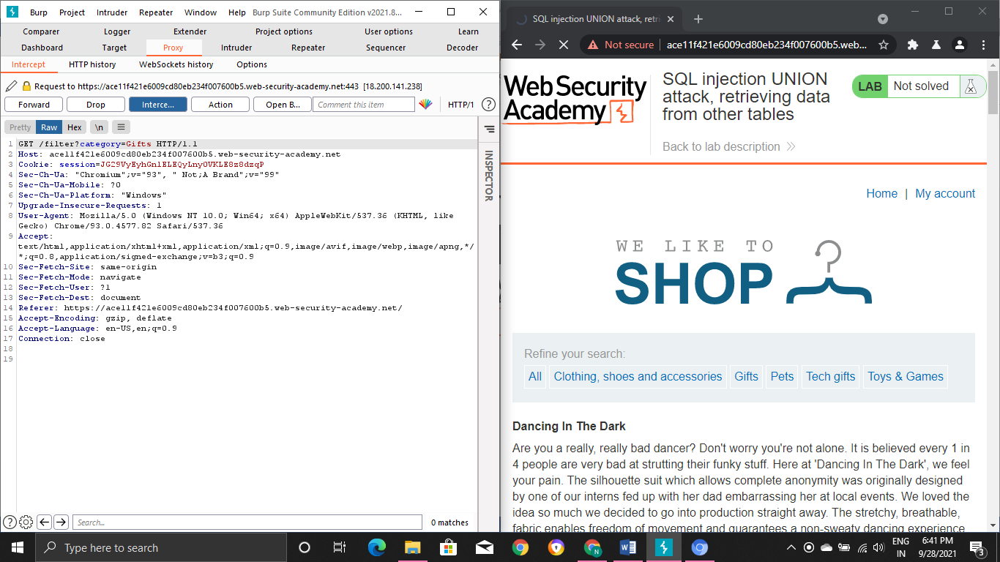 Burp Project Intruder Repeater Window Help Burp Suite Community Edition v2021.8...
Comparer Logger Extender Project options User options Learn
Dashboard Target Proxy Intruder Repeater Sequencer Decoder
Intercept HTTP history WebSockets history Options
Request to https://ace11f421e6009cd80eb234f007600b5.web-security-academy.net:443 [18.200.141.238]
Forward Drop Interce... Action Open B... Comment this item HTTP/1 ?
Pretty Raw Hex \n
INSPECTOR
1 GET /filter?category=Gifts HTTP/1.1
2 Host: ace11f421e6009cd80eb234f007600b5.web-security-academy.net
3 Cookie: session=JG29VyEyhGnlELEQyLnyOVKLE8z8dzqP
4 Sec-Ch-Ua: "Chromium";v="93", " Not;A Brand";v="99"
5 Sec-Ch-Ua-Mobile: ?0
6 Sec-Ch-Ua-Platform: "Windows"
7 Upgrade-Insecure-Requests: 1
8 User-Agent: Mozilla/5.0 (Windows NT 10.0; Win64; x64) AppleWebKit/537.36 (KHTML, like
Gecko) Chrome/93.0.4577.82 Safari/537.36
9 Accept:
text/html,application/xhtml+xml,application/xml;q=0.9,image/avif,image/webp,image/apng,*/
*;q=0.8,application/signed-exchange;v=b3;q=0.9
10 Sec-Fetch-Site: same-origin
11 Sec-Fetch-Mode: navigate
12 Sec-Fetch-User: ?1
13 Sec-Fetch-Dest: document
14 Referer: https://ace11f421e6009cd80eb234f007600b5.web-security-academy.net/
15 Accept-Encoding: gzip, deflate
16 Accept-Language: en-US,en;q=0.9
17 Connection: close
18
19
? Search... 0 matches
SQL injection UNION attack, retri
Not secure ace11f421e6009cd80eb234f007600b5.web...
Web Security
Academy
SQL injection UNION
attack, retrieving data
from other tables
LAB Not solved
Back to lab description
Home | My account
WE LIKE TO
SHOP
Refine your search:
All Clothing, shoes and accessories Gifts Pets Tech gifts Toys & Games
Dancing In The Dark
Are you a really, really bad dancer? Don't worry you're not alone. It is believed every 1 in
4 people are very bad at strutting their funky stuff. Here at 'Dancing In The Dark', we feel
your pain. The silhouette suit which allows complete anonymity was originally designed
by one of our interns fed up with her dad embarrassing her at local events. We loved the
idea so much we decided to go into production straight away. The stretchy, breathable,
fabric enables freedom of movement and guarantees a non-sweaty dancing experience
Type here to search
N
ENG
IN
6:41 PM
9/28/2021
3